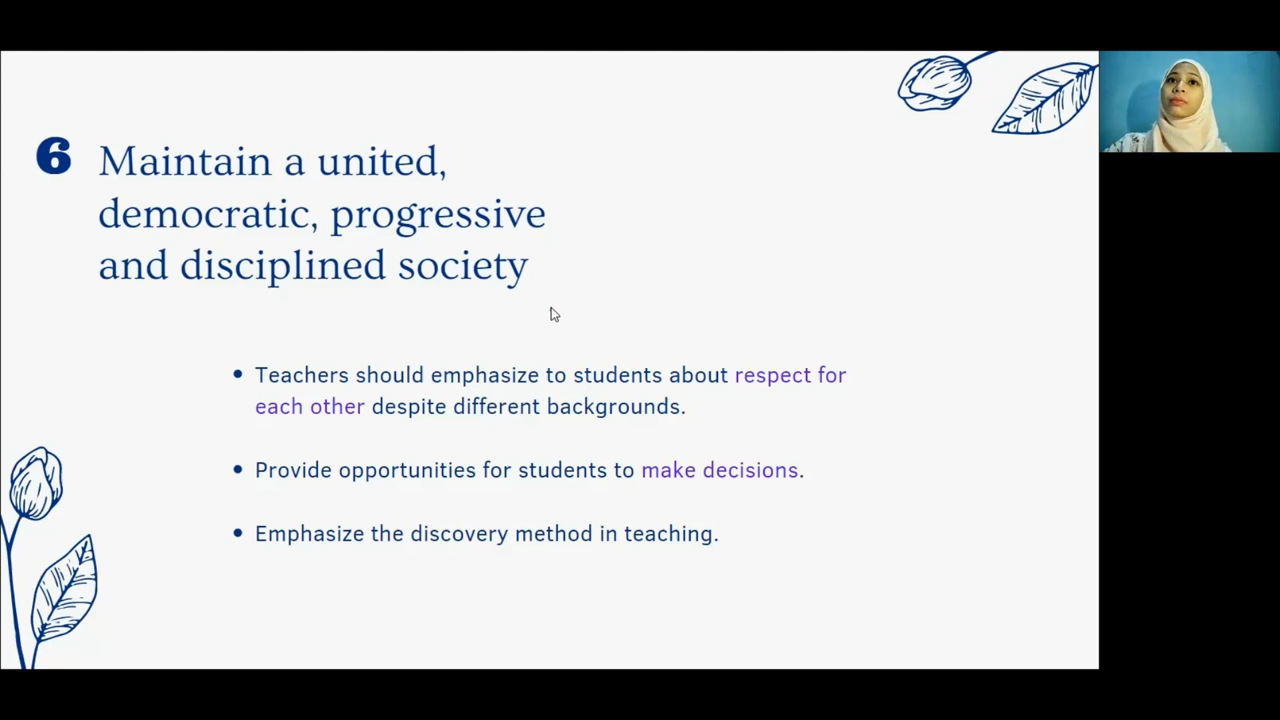 6 Maintain a united,
democratic, progressive
and disciplined society
• Teachers should emphasize to students about respect for
each other despite different backgrounds.
• Provide opportunities for students to make decisions.
• Emphasize the discovery method in teaching.